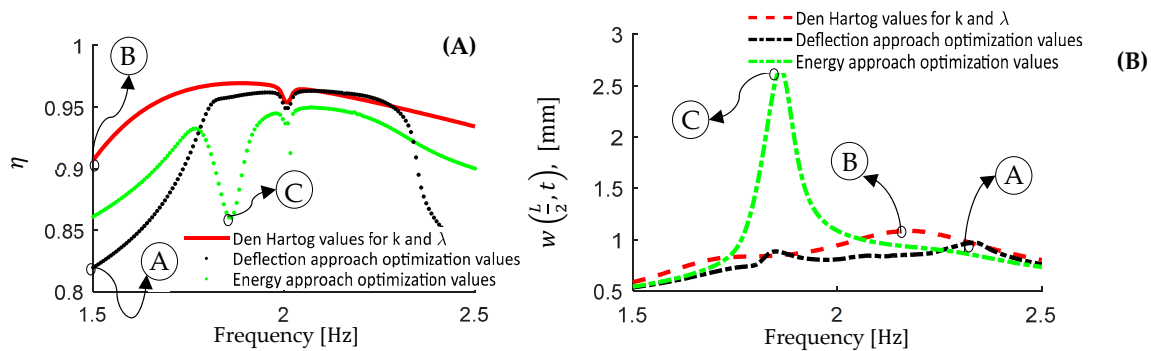 (A)
1
0.95
0.9
0.85
0.8
η
1.5
2
2.5
Frequency [Hz]
B
C
A
Den Hartog values for k and λ
Deflection approach optimization values
Energy approach optimization values
(B)
Den Hartog values for k and λ
Deflection approach optimization values
Energy approach optimization values
3
2.5
2
1.5
1
0.5
w(L/2, t), [mm]
1.5
2
2.5
Frequency [Hz]
C
B
A